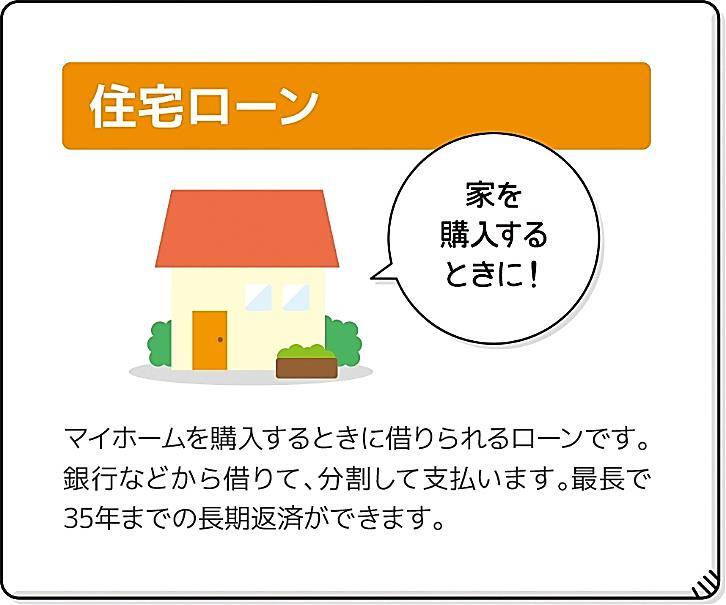 住宅ローン
家を
購入する
ときに!
マイホームを購入するときに借りられるローンです。
銀行などから借りて、分割して支払います。最長で
35年までの長期返済ができます。